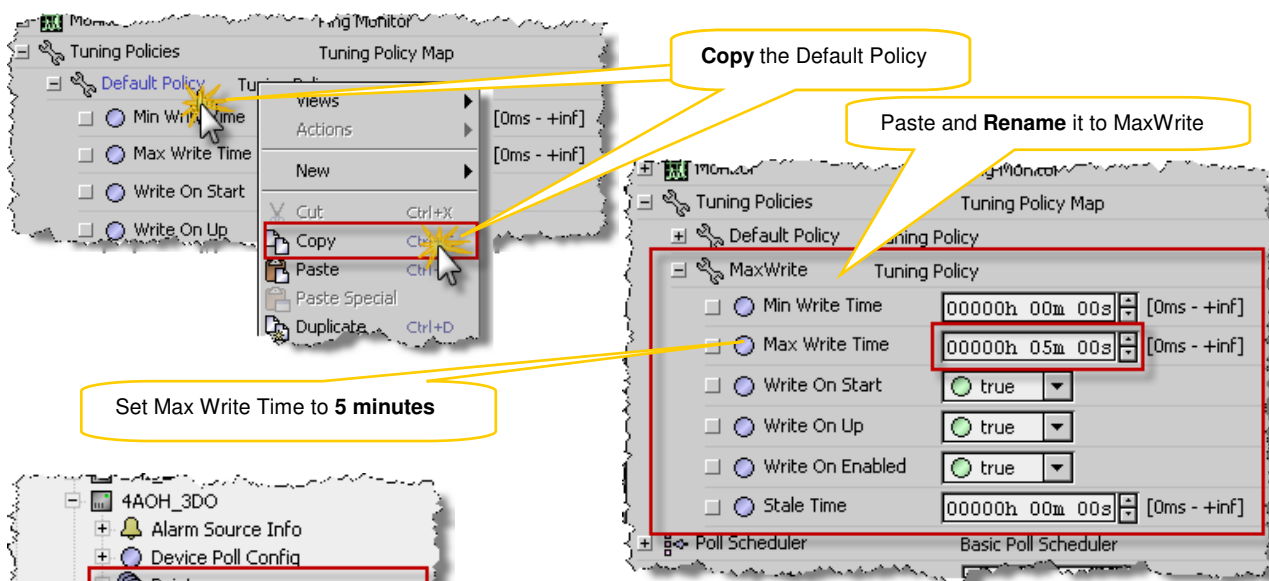 Ping Monitor
Tuning Policies Tuning Policy Map
Default Policy
Min Write Time [0ms - +inf]
Max Write Time [0ms - +inf]
Write On Start
Write On Up
Views
Actions
New
Cut Ctrl+X
Copy
Paste
Paste Special
Duplicate Ctrl+D
Copy the Default Policy
Paste and Rename it to MaxWrite
Set Max Write Time to 5 minutes
Tuning Policies Tuning Policy Map
Default Policy Tuning Policy
MaxWrite Tuning Policy
Min Write Time 00000h 00m 00s [0ms - +inf]
Max Write Time 00000h 05m 00s [0ms - +inf]
Write On Start true
Write On Up true
Write On Enabled true
Stale Time 00000h 00m 00s [0ms - +inf]
Poll Scheduler Basic Poll Scheduler
4AOH_3DO
Alarm Source Info
Device Poll Config